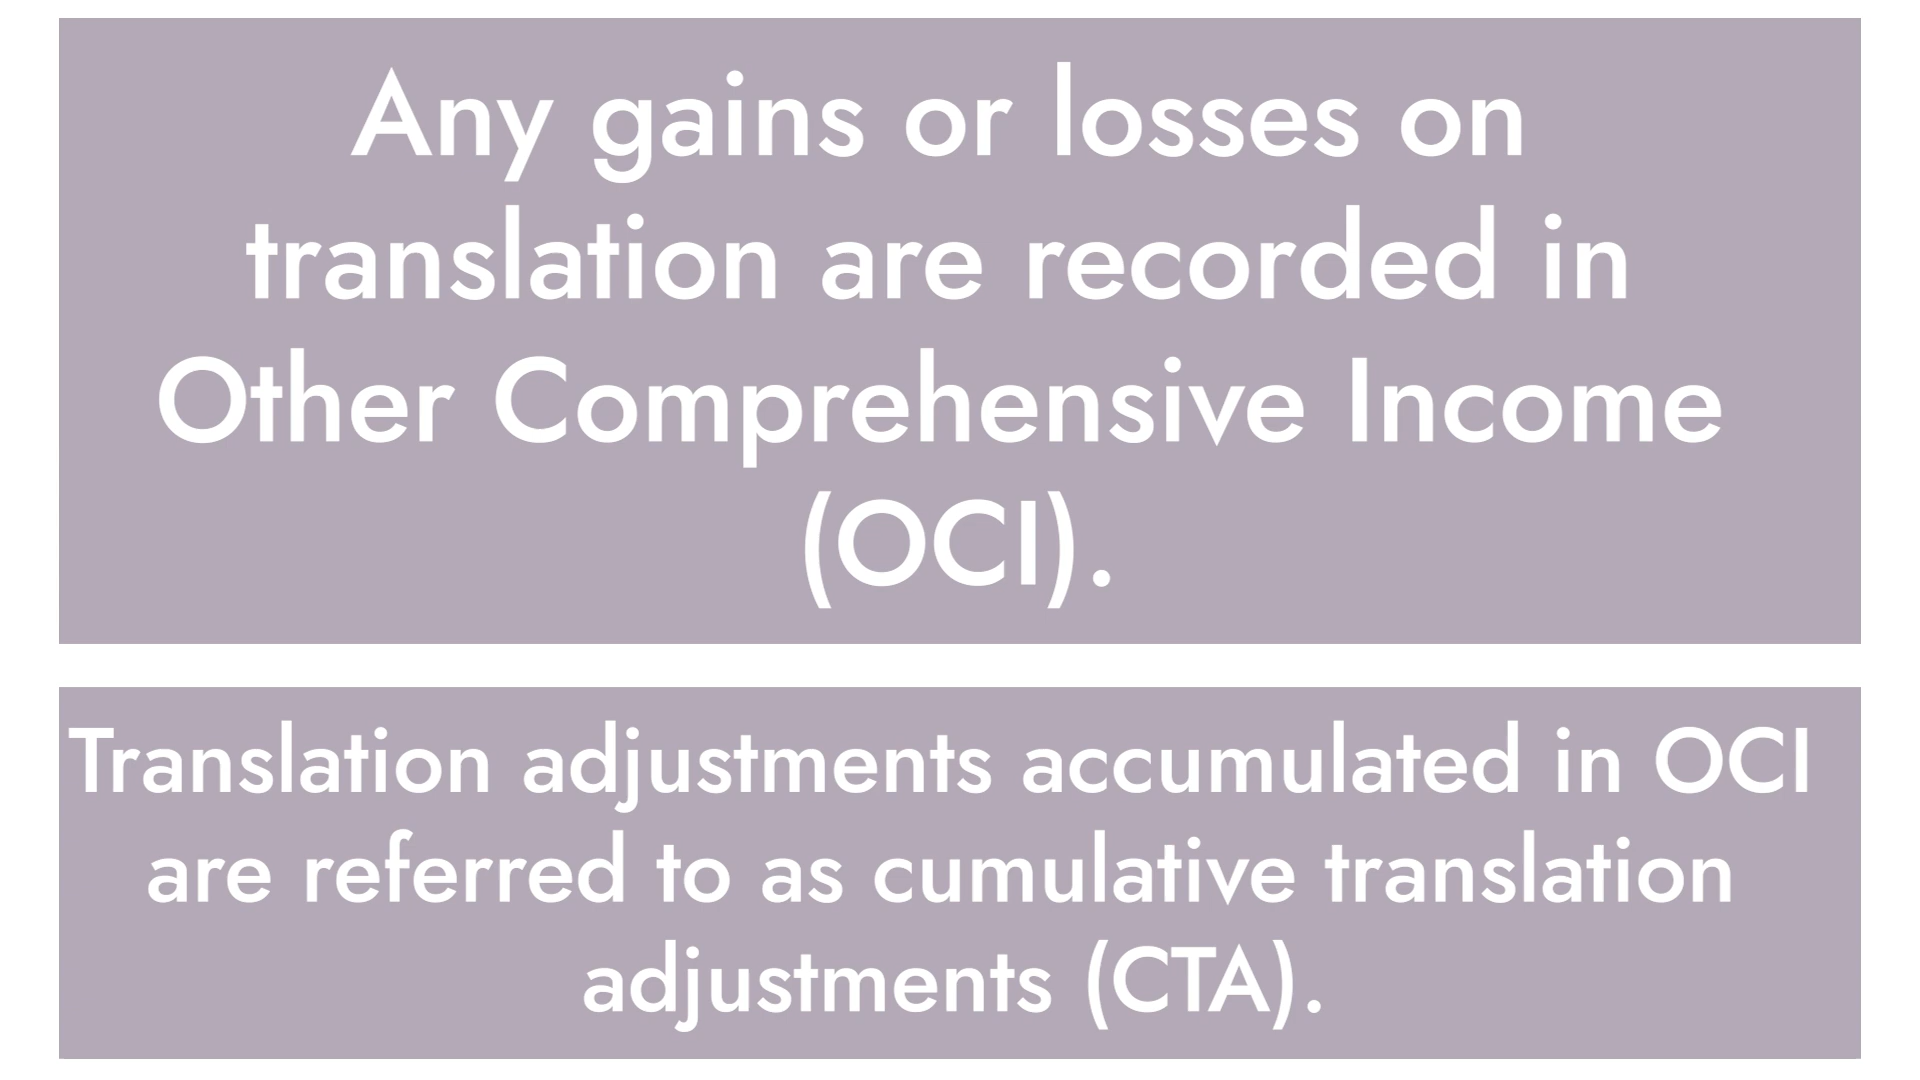 Any gains or losses on
translation are recorded in
Other Comprehensive Income
(OCI).
Translation adjustments accumulated in OCI
are referred to as cumulative translation
adjustments (CTA).